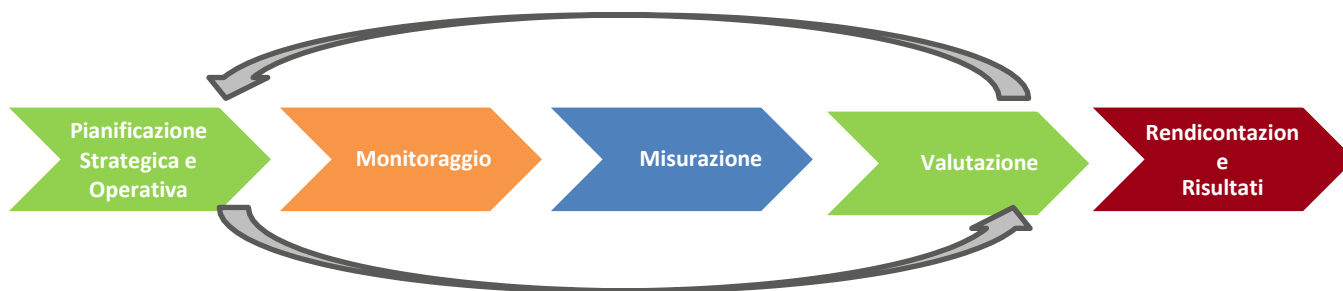 Pianificazione
Strategica e
Operativa
Monitoraggio
Misurazione
Valutazione
Rendicontazion
e
Risultati